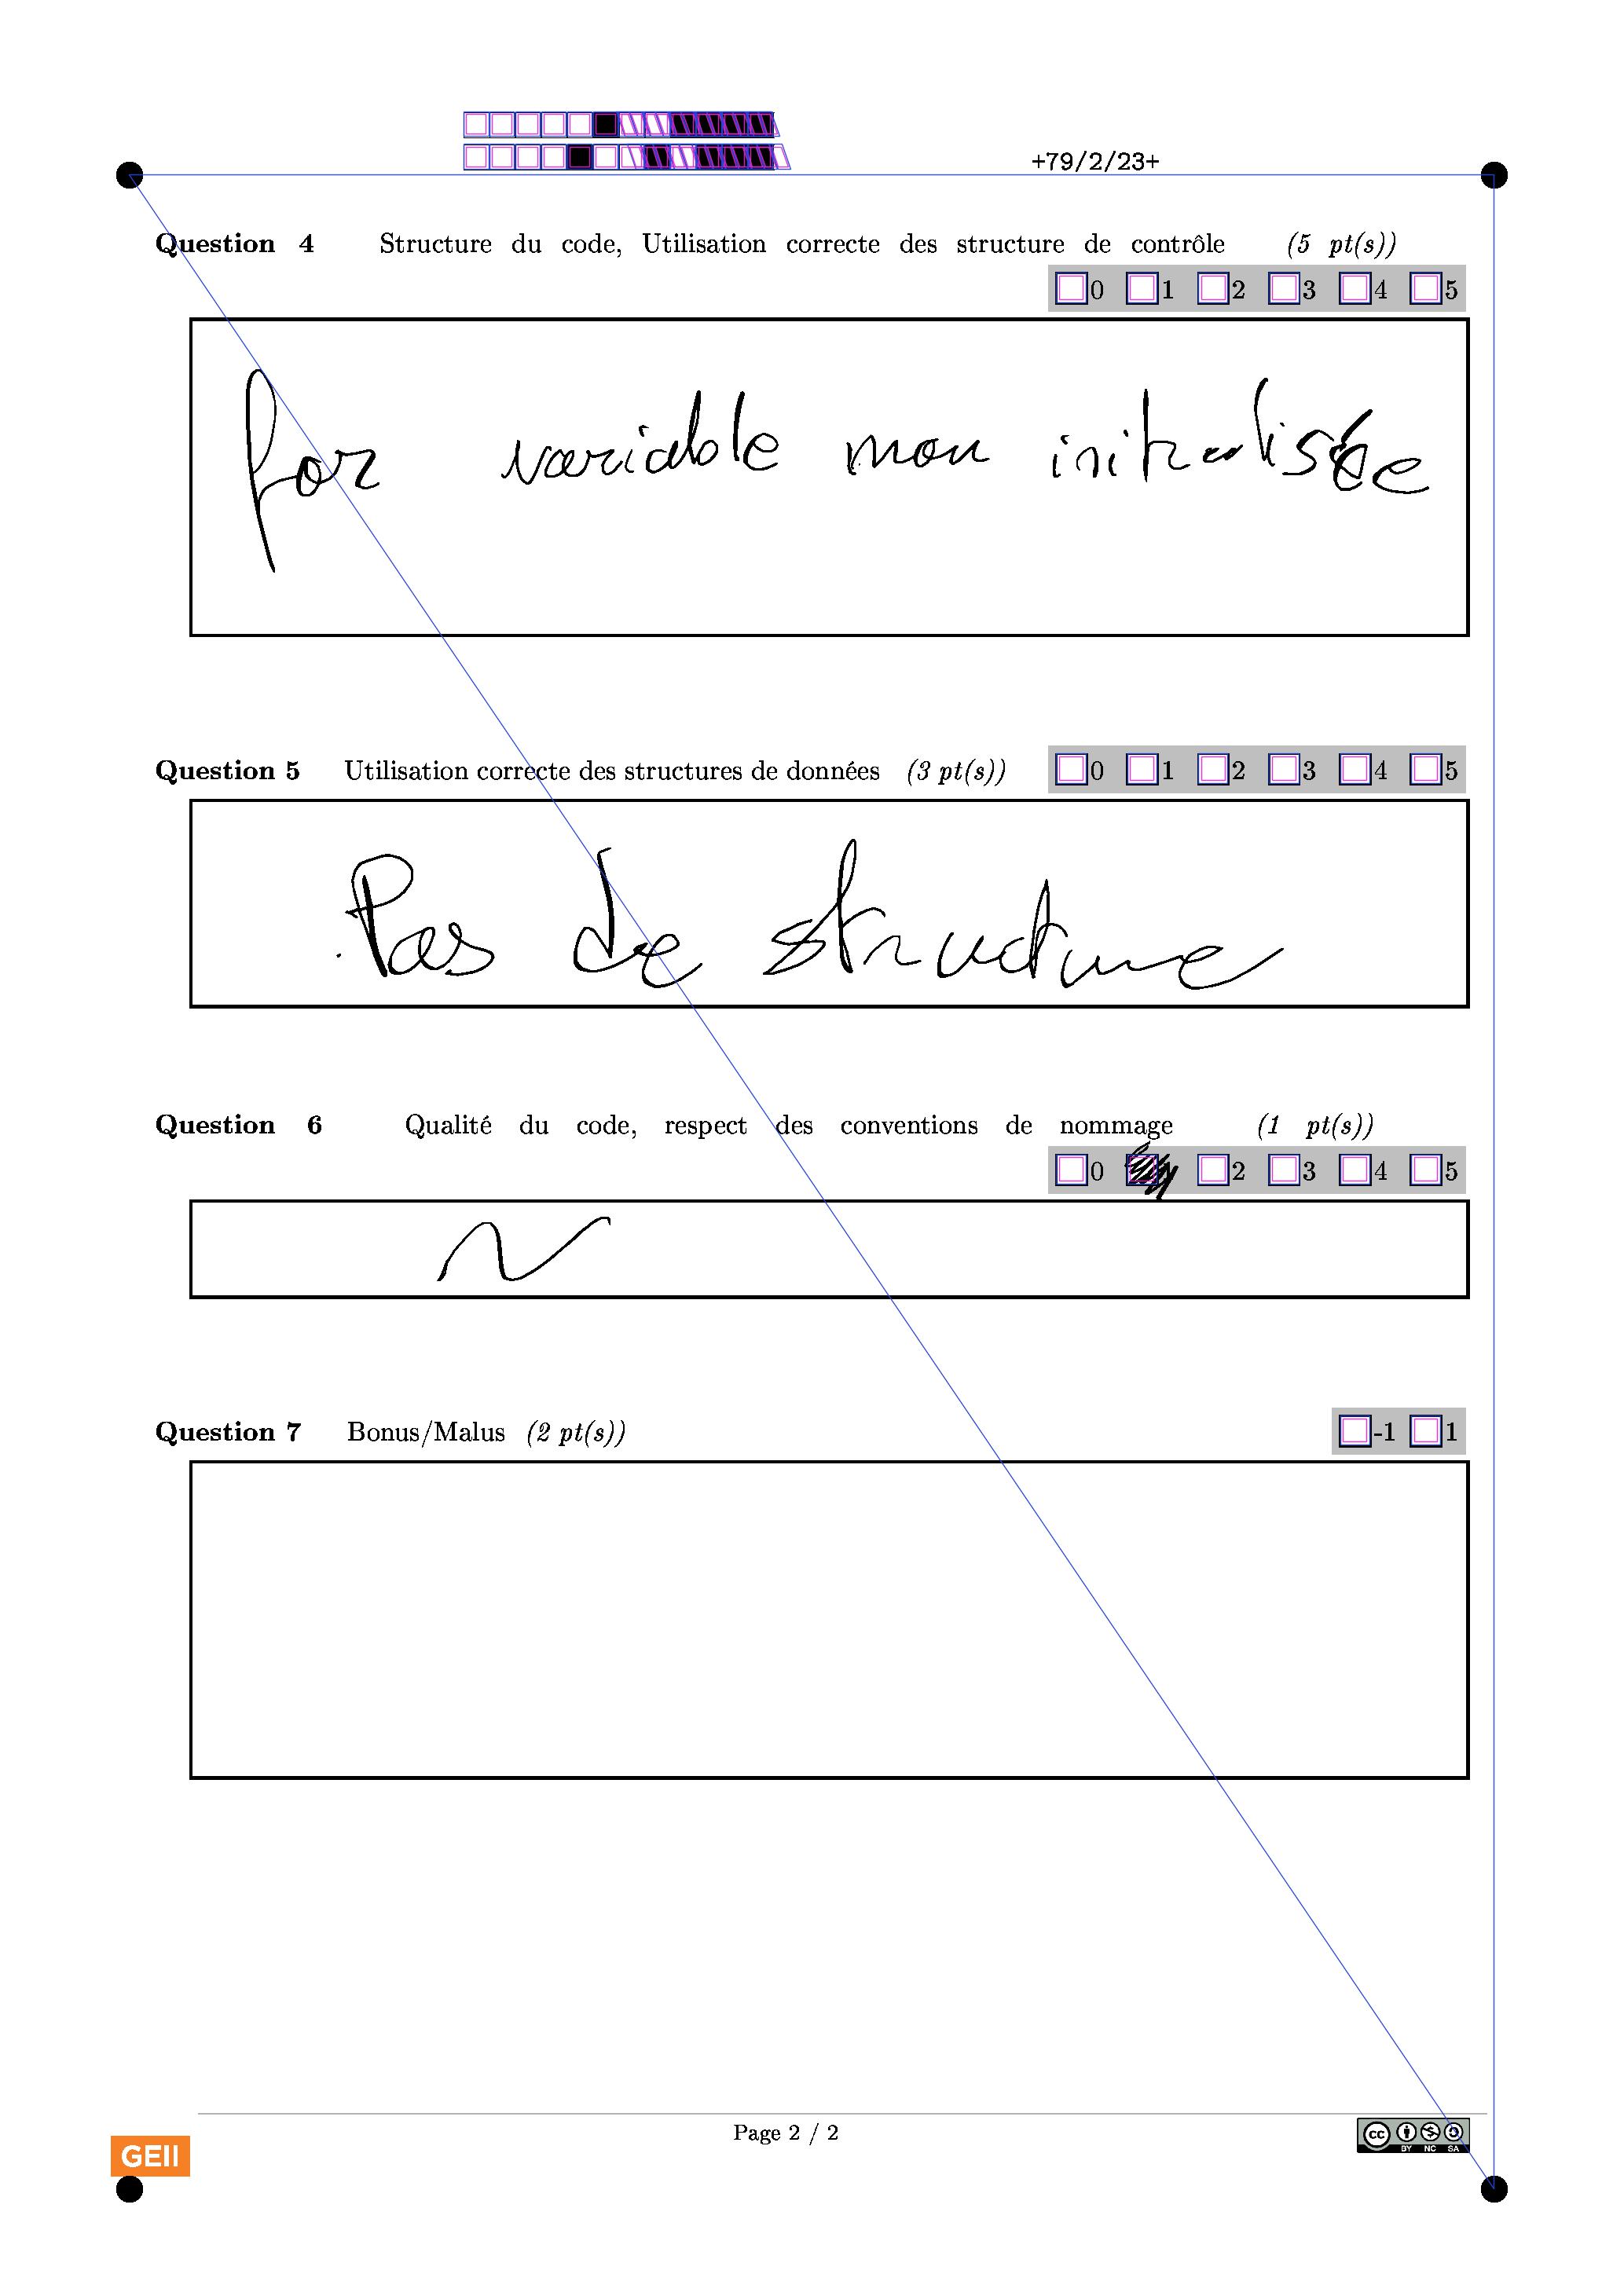 +79/2/23+
Question 4 Structure du code, Utilisation correcte des structure de contrôle (5 pt(s))
0 1 2 3 4 5
for variable non initialisée
Question 5 Utilisation correcte des structures de données (3 pt(s)) 0 1 2 3 4 5
Pas de structure
Question 6 Qualité du code, respect des conventions de nommage (1 pt(s))
0 2 3 4 5
Question 7 Bonus/Malus (2 pt(s)) -1 1
Page 2 / 2
GEII
cc BY NC SA